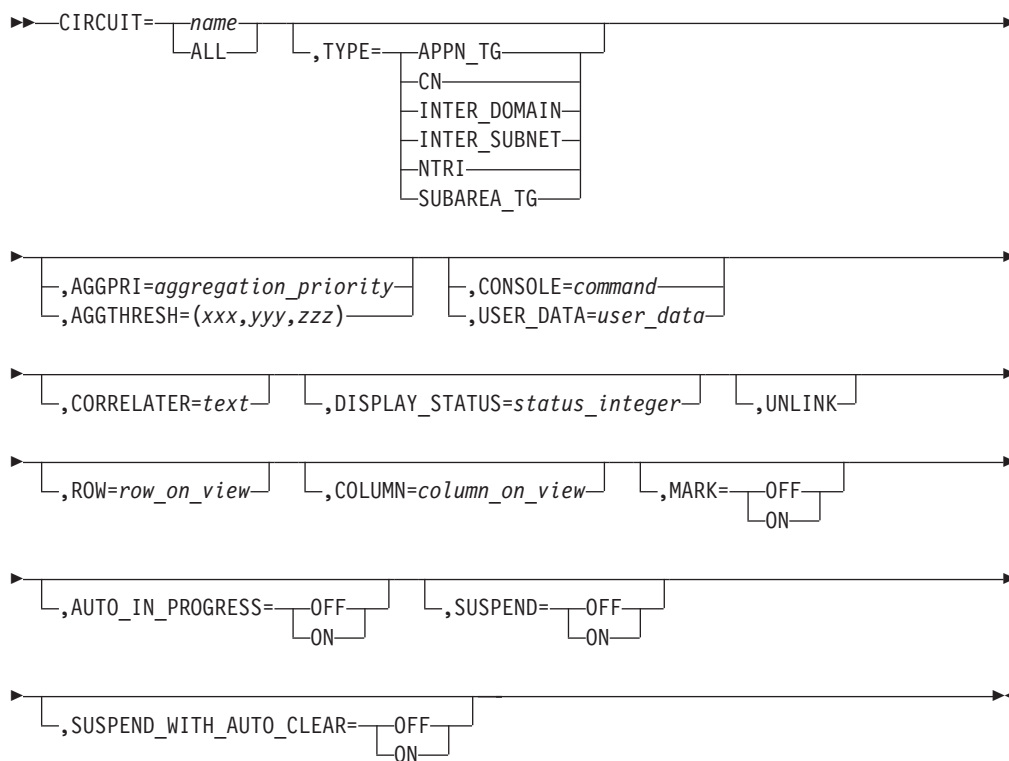 CIRCUIT= name ,TYPE= APPN_TG
ALL CN
INTER_DOMAIN
INTER_SUBNET
NTRI
SUBAREA_TG
,AGGPRI=aggregation_priority ,CONSOLE=command
,AGGTHRESH=(xxx,yyy,zzz) ,USER_DATA=user_data
,CORRELATER=text ,DISPLAY_STATUS=status_integer ,UNLINK
,ROW=row_on_view ,COLUMN=column_on_view ,MARK= OFF
ON
,AUTO_IN_PROGRESS= OFF ,SUSPEND= OFF
ON ON
,SUSPEND_WITH_AUTO_CLEAR= OFF
ON